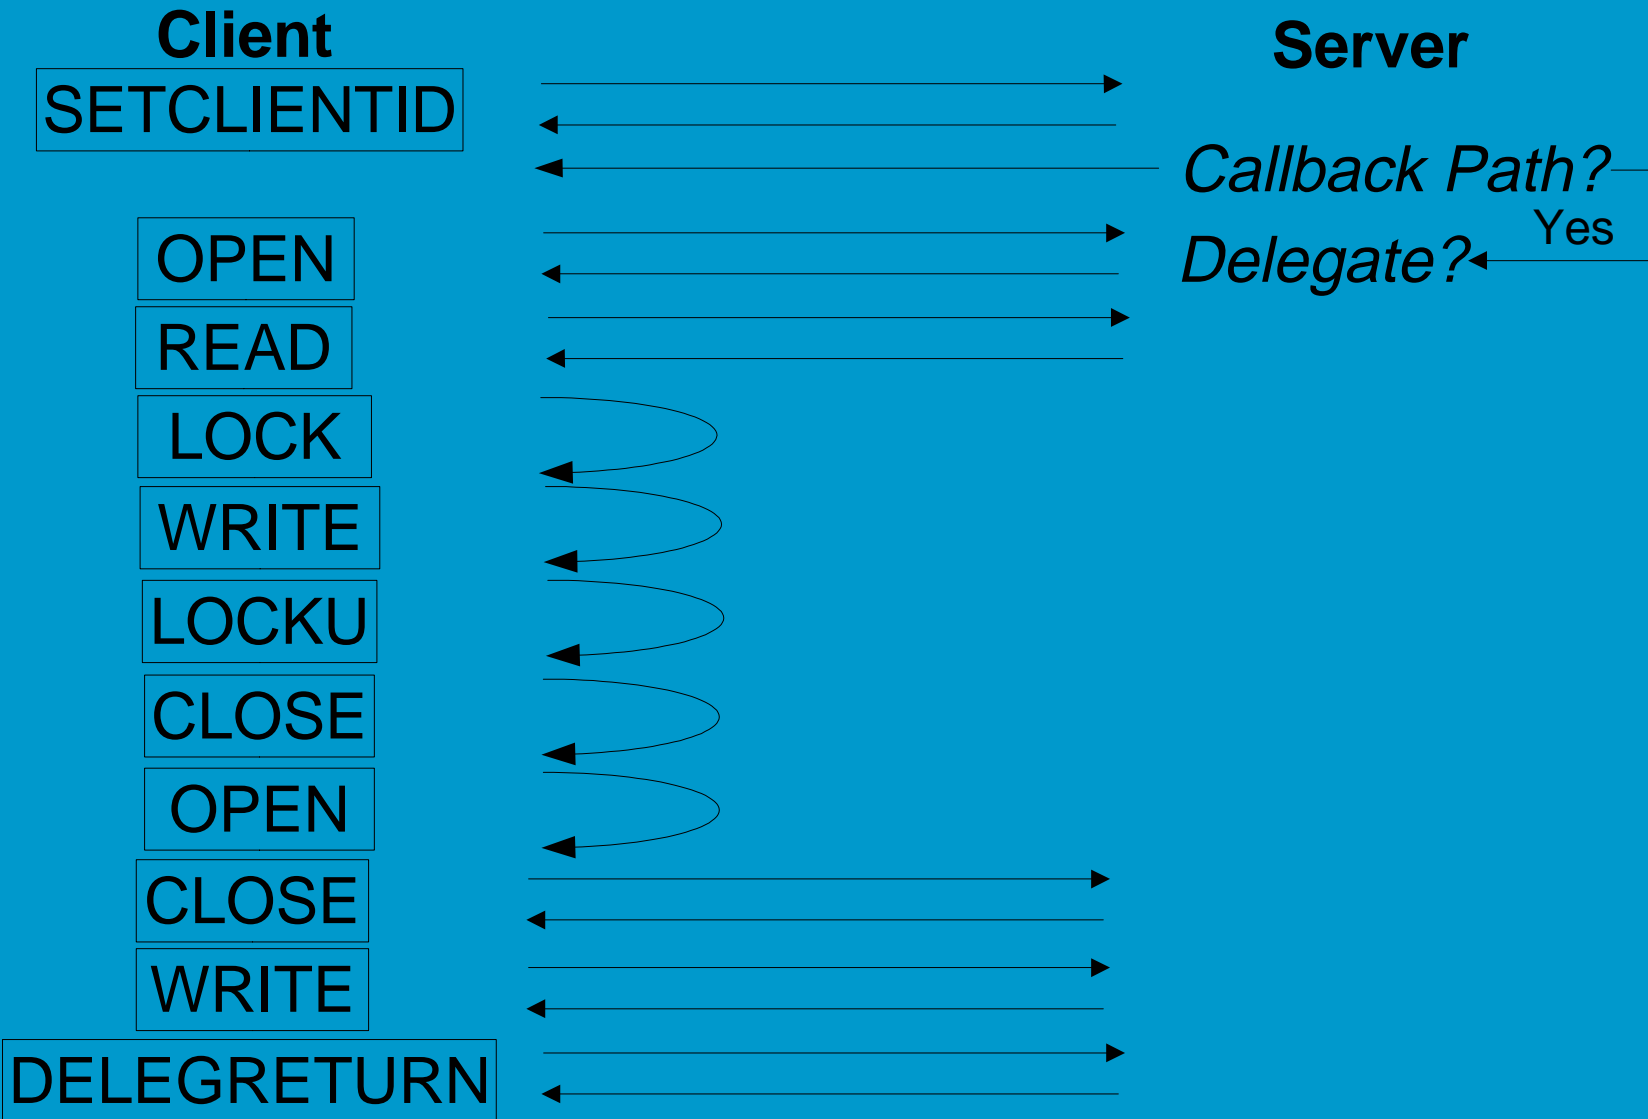 Client
Server
SETCLIENTID
Callback Path?
Yes
OPEN
Delegate?
READ
LOCK
WRITE
LOCKU
CLOSE
OPEN
CLOSE
WRITE
DELEGRETURN